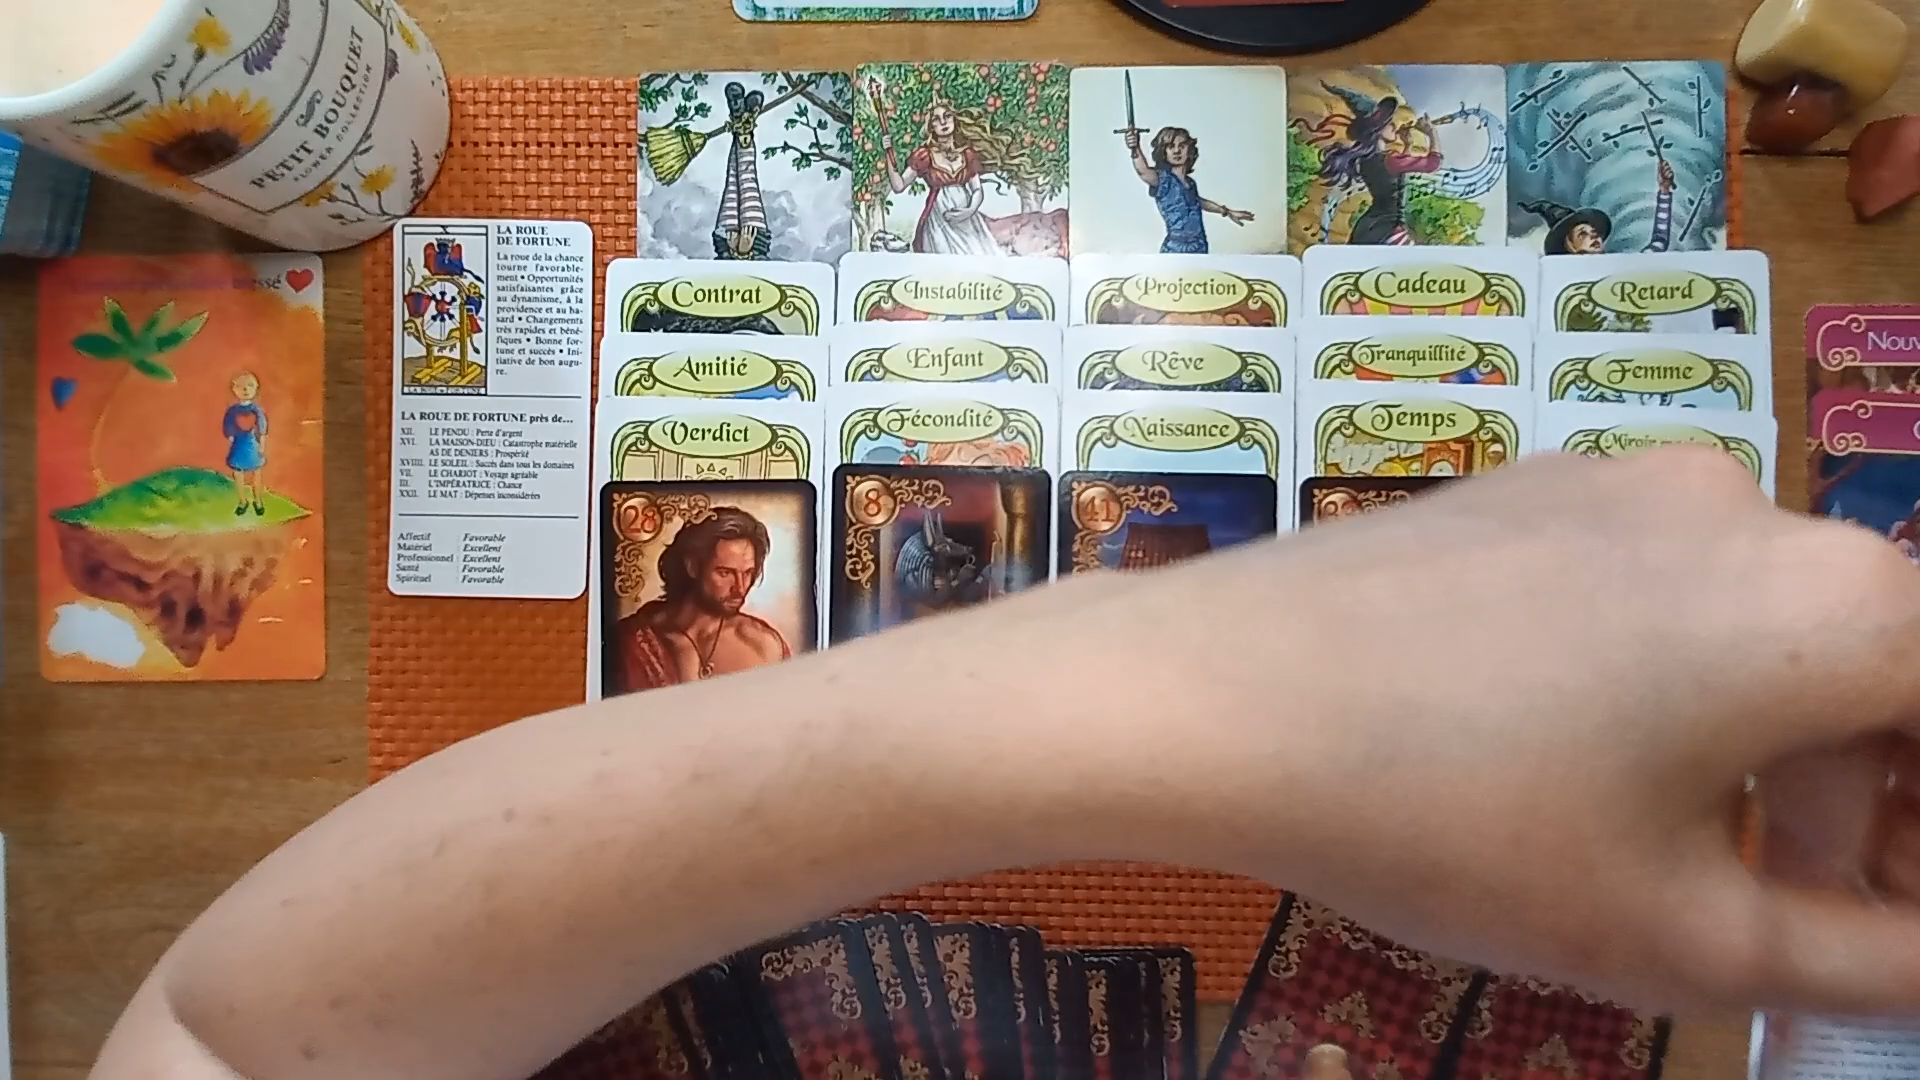 PETIT BOUQUET
FLOWER COLLECTION
X
LA ROUE
DE FORTUNE
La roue de la chance
tourne favorable-
ment • Opportunités
satisfaisantes grâce
au dynamisme, à la
providence et au ha-
sard • Changements
très rapides et béné-
fiques • Bonne for-
tune et succès • Ini-
tiative de bon augu-
re.
LA ROUE DE FORTUNE
LA ROUE DE FORTUNE près de...
XII. LE PENDU : Perte d'argent
XVI. LA MAISON-DIEU : Catastrophe matérielle
AS DE DENIERS : Prospérité
XVIIII. LE SOLEIL : Succès dans tous les domaines
VII. LE CHARIOT : Voyage agréable
III. L'IMPÉRATRICE : Chance
XXII. LE MAT : Dépenses inconsidérées
Affectif : Favorable
Matériel : Excellent
Professionnel : Excellent
Santé : Favorable
Spirituel : Favorable
Contrat
Instabilité
Projection
Cadeau
Retard
Amitié
Enfant
Rêve
Tranquillité
Femme
Verdict
Fécondité
Naissance
Temps
Miroir
28
8
41